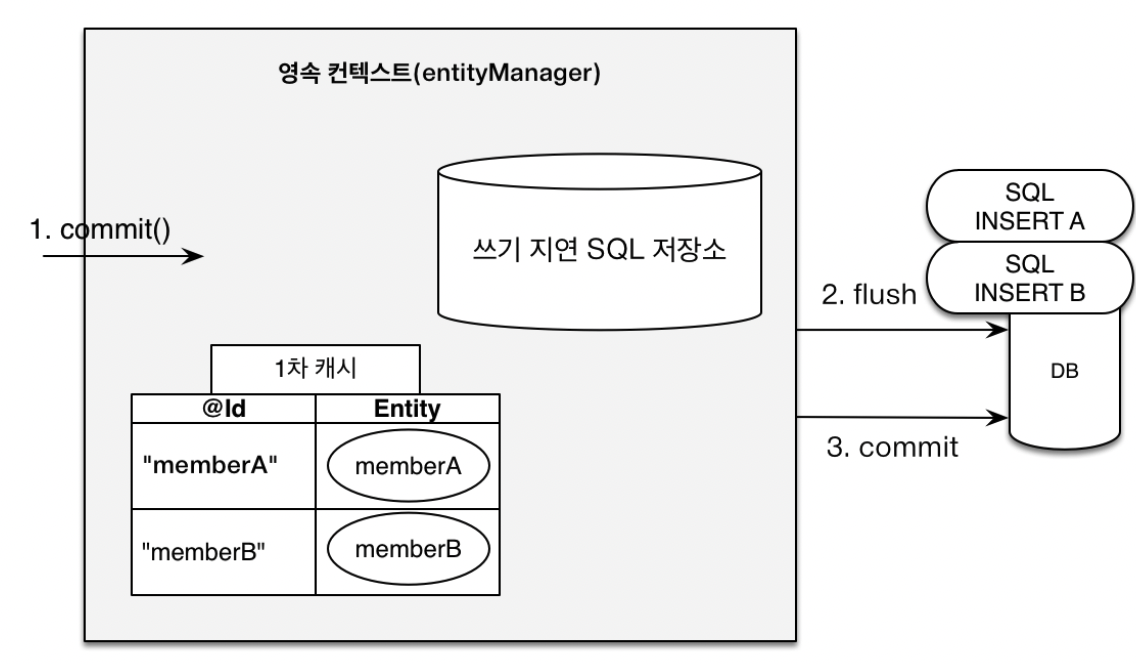 영속 컨텍스트(entityManager)
1. commit()
쓰기 지연 SQL 저장소
SQL
INSERT A
SQL
INSERT B
2. flush
DB
3. commit
1차 캐시
@Id Entity
"memberA" memberA
"memberB" memberB